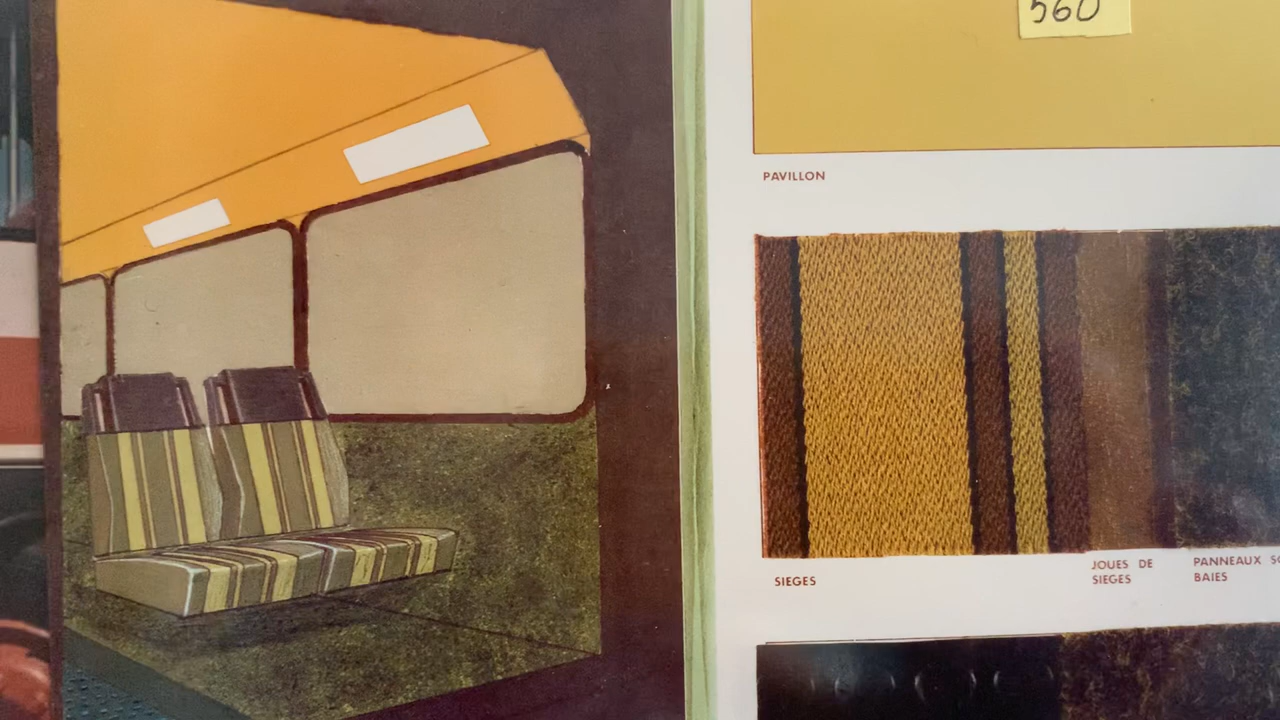 560
PAVILLON
SIEGES
JOUES DE
SIEGES
PANNEAUX
BAIES